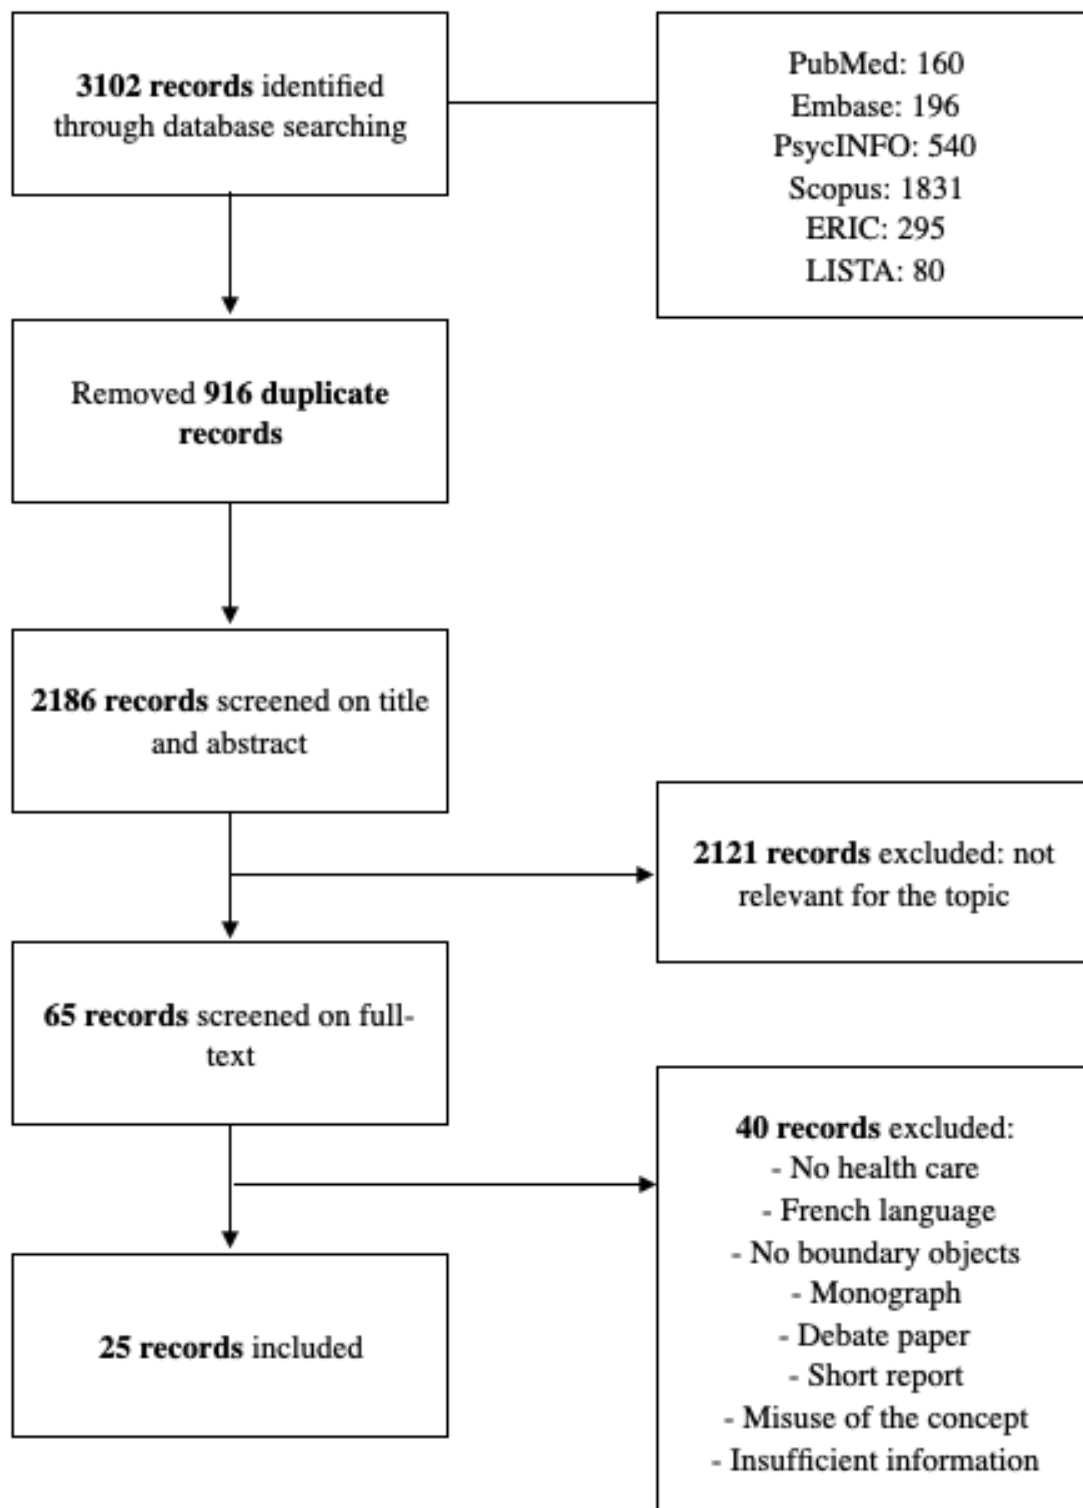 3102 records identified
through database searching
PubMed: 160
Embase: 196
PsycINFO: 540
Scopus: 1831
ERIC: 295
LISTA: 80
Removed 916 duplicate
records
2186 records screened on title
and abstract
2121 records excluded: not
relevant for the topic
65 records screened on full-
text
40 records excluded:
- No health care
- French language
- No boundary objects
- Monograph
- Debate paper
- Short report
- Misuse of the concept
- Insufficient information
25 records included